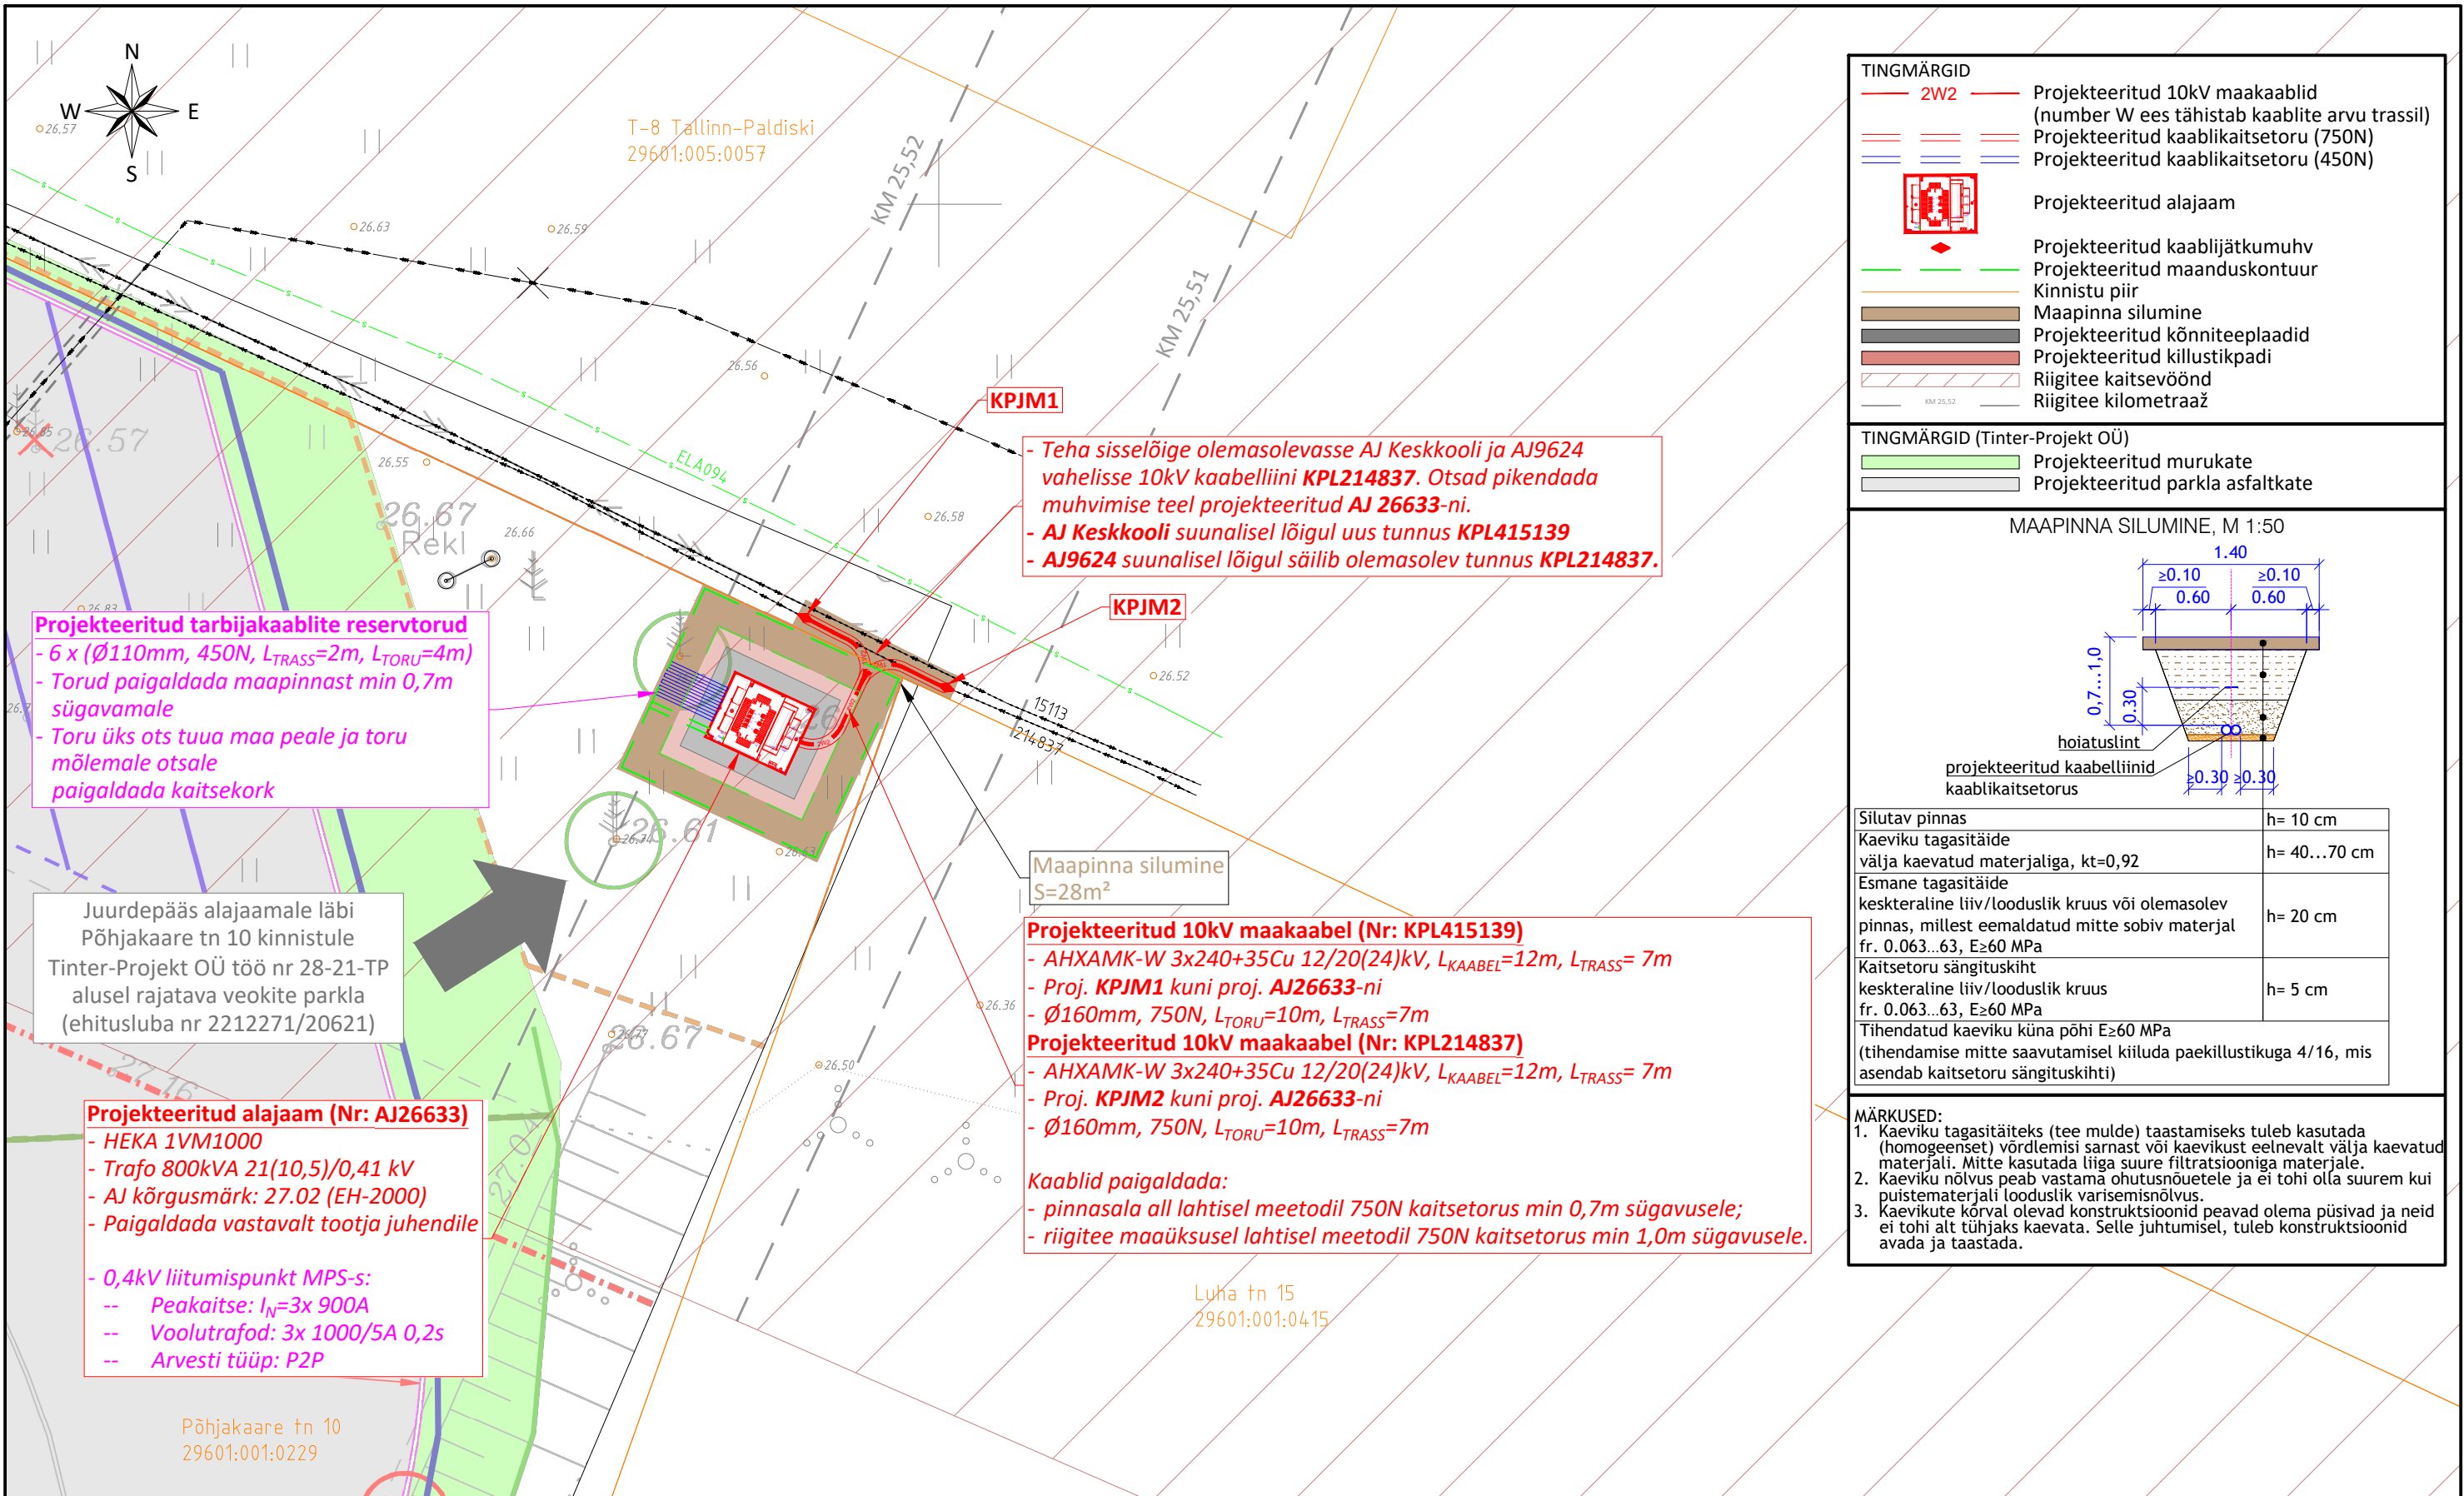 N
W
E
S
26.57
T-8 Tallinn-Paldiski
29601:005:0057
KM 25,52
KM 25,51
26.63
26.59
26.56
26.85
26.57
26.55
ELA094
26.67
Rekl
26.66
26.58
26.83
26.52
15113
214837
26.61
26.74
26.63
26.36
26.67
26.77
26.50
27.16
27.04
KPJM1
- Teha sisselõige olemasolevasse AJ Keskkooli ja AJ9624
vahelisse 10kV kaabelliini KPL214837. Otsad pikendada
muhvimise teel projekteeritud AJ 26633-ni.
- AJ Keskkooli suunalisel lõigul uus tunnus KPL415139
- AJ9624 suunalisel lõigul säilib olemasolev tunnus KPL214837.
KPJM2
Projekteeritud tarbijakaablite reservtorud
- 6 x (Ø110mm, 450N, LTRASS=2m, LTORU=4m)
- Torud paigaldada maapinnast min 0,7m
sügavamale
- Toru üks ots tuua maa peale ja toru
mõlemale otsale
paigaldada kaitsekork
Maapinna silumine
S=28m²
Juurdepääs alajaamale läbi
Põhjakaare tn 10 kinnistule
Tinter-Projekt OÜ töö nr 28-21-TP
alusel rajatava veokite parkla
(ehitusluba nr 2212271/20621)
Projekteeritud 10kV maakaabel (Nr: KPL415139)
- AHXAMK-W 3x240+35Cu 12/20(24)kV, LKAABEL=12m, LTRASS= 7m
- Proj. KPJM1 kuni proj. AJ26633-ni
- Ø160mm, 750N, LTORU=10m, LTRASS=7m
Projekteeritud 10kV maakaabel (Nr: KPL214837)
- AHXAMK-W 3x240+35Cu 12/20(24)kV, LKAABEL=12m, LTRASS= 7m
- Proj. KPJM2 kuni proj. AJ26633-ni
- Ø160mm, 750N, LTORU=10m, LTRASS=7m
Kaablid paigaldada:
- pinnasala all lahtisel meetodil 750N kaitsetorus min 0,7m sügavusele;
- riigitee maaüksusel lahtisel meetodil 750N kaitsetorus min 1,0m sügavusele.
Projekteeritud alajaam (Nr: AJ26633)
- HEKA 1VM1000
- Trafo 800kVA 21(10,5)/0,41 kV
- AJ kõrgusmärk: 27.02 (EH-2000)
- Paigaldada vastavalt tootja juhendile
- 0,4kV liitumispunkt MPS-s:
-- Peakaitse: IN=3x 900A
-- Voolutrafod: 3x 1000/5A 0,2s
-- Arvesti tüüp: P2P
Luha tn 15
29601:001:0415
Põhjakaare tn 10
29601:001:0229
TINGMÄRGID
2W2 Projekteeritud 10kV maakaablid
(number W ees tähistab kaablite arvu trassil)
Projekteeritud kaablikaitsetoru (750N)
Projekteeritud kaablikaitsetoru (450N)
Projekteeritud alajaam
Projekteeritud kaablijätkumuhv
Projekteeritud maanduskontuur
Kinnistu piir
Maapinna silumine
Projekteeritud kõnniteeplaadid
Projekteeritud killustikpadi
Riigitee kaitsevöönd
KM 25,52 Riigitee kilometraaž
TINGMÄRGID (Tinter-Projekt OÜ)
Projekteeritud murukate
Projekteeritud parkla asfaltkate
MAAPINNA SILUMINE, M 1:50
1.40
≥0.10 ≥0.10
0.60 0.60
0,7...1,0
0.30
hoiatuslint
projekteeritud kaabelliinid
kaablikaitsetorus
≥0.30 ≥0.30
Silutav pinnas h= 10 cm
Kaeviku tagasitäide
välja kaevatud materjaliga, kt=0,92 h= 40...70 cm
Esmane tagasitäide
keskteraline liiv/looduslik kruus või olemasolev
pinnas, millest eemaldatud mitte sobiv materjal h= 20 cm
fr. 0.063...63, E≥60 MPa
Kaitsetoru sängituskiht
keskteraline liiv/looduslik kruus h= 5 cm
fr. 0.063...63, E≥60 MPa
Tihendatud kaeviku küna põhi E≥60 MPa
(tihendamise mitte saavutamisel kiiluda paekillustikuga 4/16, mis
asendab kaitsetoru sängituskihti)
MÄRKUSED:
1. Kaeviku tagasitäiteks (tee mulde) taastamiseks tuleb kasutada
(homogeenset) võrdlemisi sarnast või kaevikust eelnevalt välja kaevatud
materjali. Mitte kasutada liiga suure filtratsiooniga materjale.
2. Kaeviku nõlvus peab vastama ohutusnõuetele ja ei tohi olla suurem kui
puistematerjali looduslik varisemisnõlvus.
3. Kaevikute kõrval olevad konstruktsioonid peavad olema püsivad ja neid
ei tohi alt tühjaks kaevata. Selle juhtumisel, tuleb konstruktsioonid
avada ja taastada.